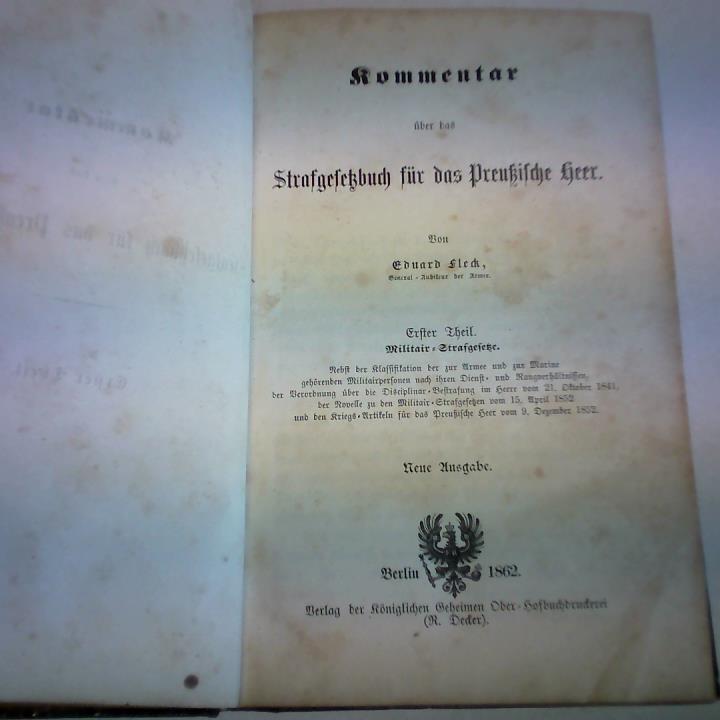 Kommentar
über das
Strafgesetzbuch für das Preußische Heer.
Von
Eduard Fleck,
General-Auditeur der Armee.
Erster Theil.
Militair-Strafgesetze.
Nebst der Klassifikation der zur Armee und zur Marine
gehörenden Militairpersonen nach ihren Dienst- und Rangverhältnissen,
der Verordnung über die Disciplinar-Bestrafung im Heere vom 21. Oktober 1841,
der Novelle zu den Militair-Strafgesetzen vom 15. April 1852
und den Kriegs-Artikeln für das Preußische Heer vom 9. Dezember 1852.
Neue Ausgabe.
Berlin 1862.
Verlag der Königlichen Geheimen Ober-Hofbuchdruckerei
(R. Decker).